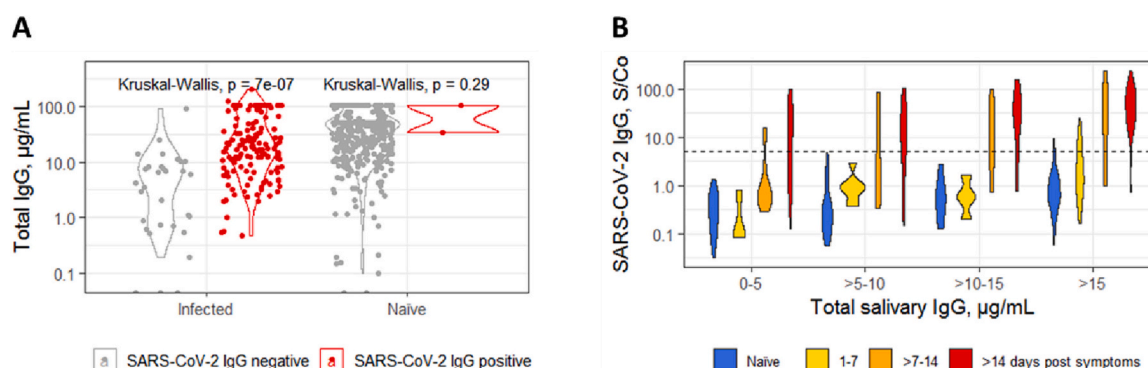 A
Kruskal-Wallis, p = 7e-07
Kruskal-Wallis, p = 0.29
Total IgG, µg/mL
100.0
10.0
1.0
0.1
Infected
Naïve
a SARS-CoV-2 IgG negative
a SARS-CoV-2 IgG positive
B
SARS-CoV-2 IgG, S/Co
100.0
10.0
1.0
0.1
0-5
>5-10
>10-15
>15
Total salivary IgG, µg/mL
Naïve
1-7
>7-14
>14 days post symptoms